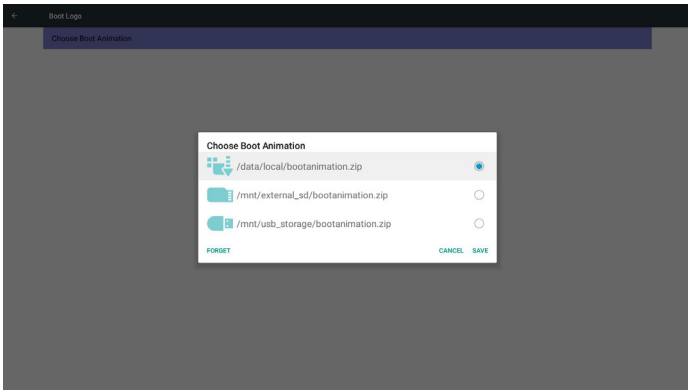 Boot Logo
Choose Boot Animation
Choose Boot Animation
/data/local/bootanimation.zip
/mnt/external_sd/bootanimation.zip
/mnt/usb_storage/bootanimation.zip
FORGET CANCEL SAVE